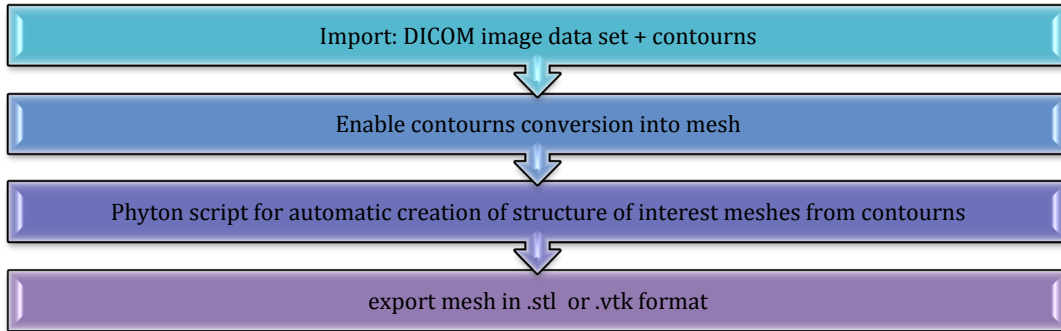 Import: DICOM image data set + contourns
Enable contourns conversion into mesh
Phyton script for automatic creation of structure of interest meshes from contourns
export mesh in .stl or .vtk format